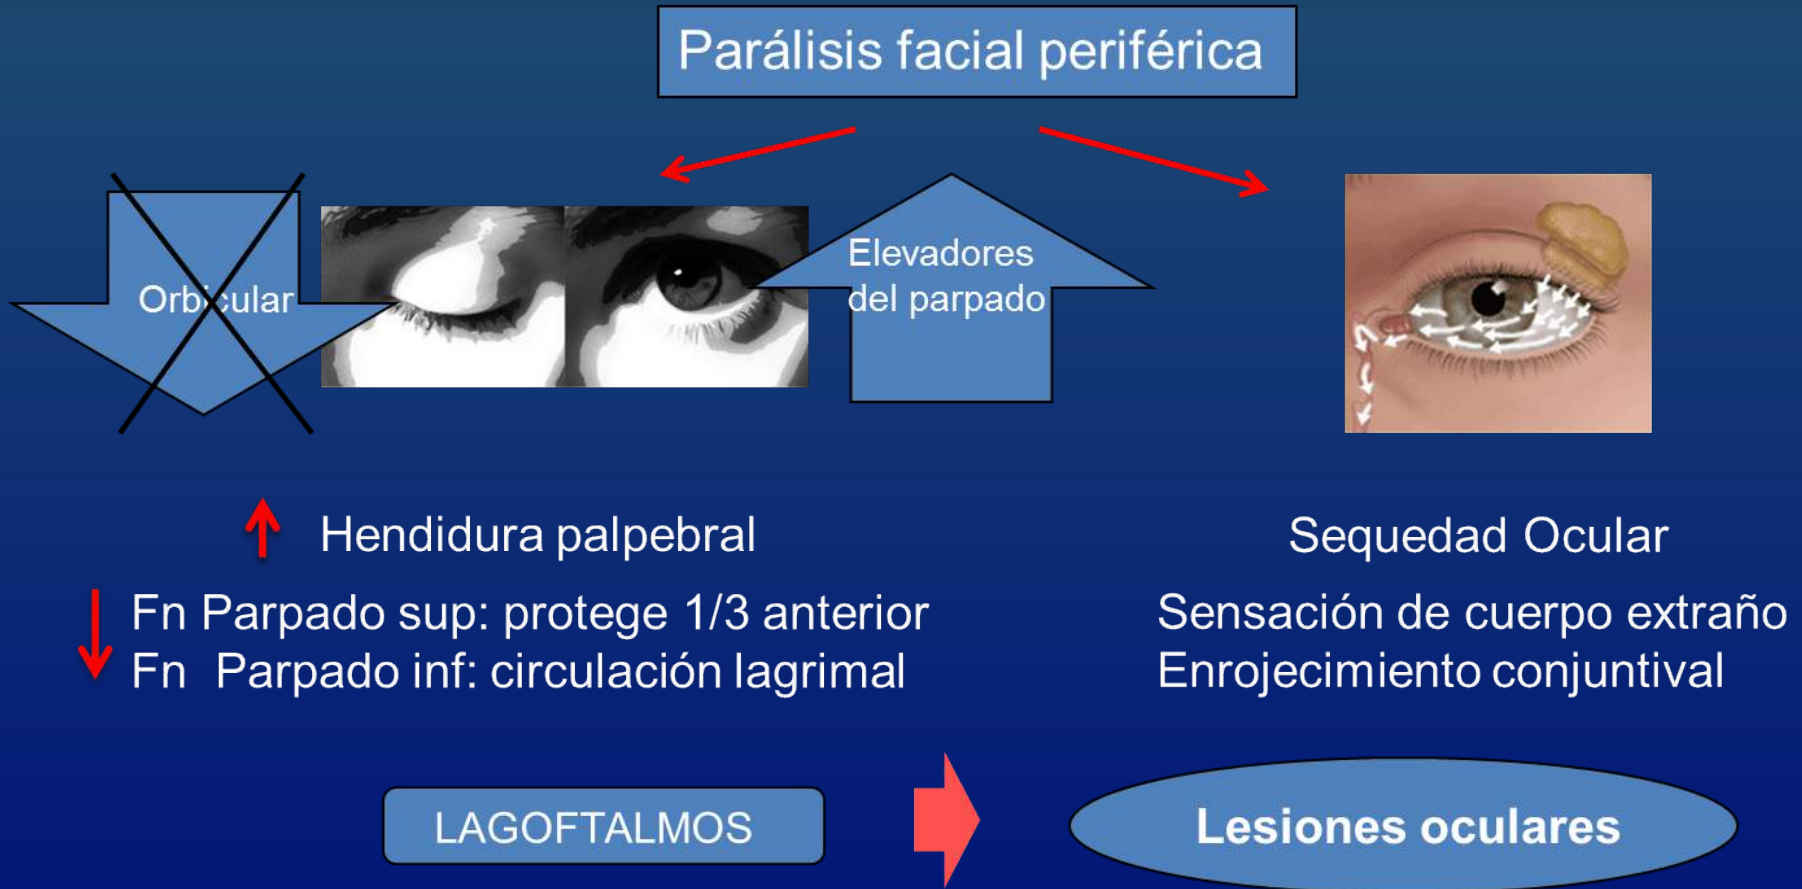 Parálisis facial periférica
Orbicular
Elevadores
del parpado
Hendidura palpebral
Fn Parpado sup: protege 1/3 anterior
Fn Parpado inf: circulación lagrimal
Sequedad Ocular
Sensación de cuerpo extraño
Enrojecimiento conjuntival
LAGOFTALMOS
Lesiones oculares